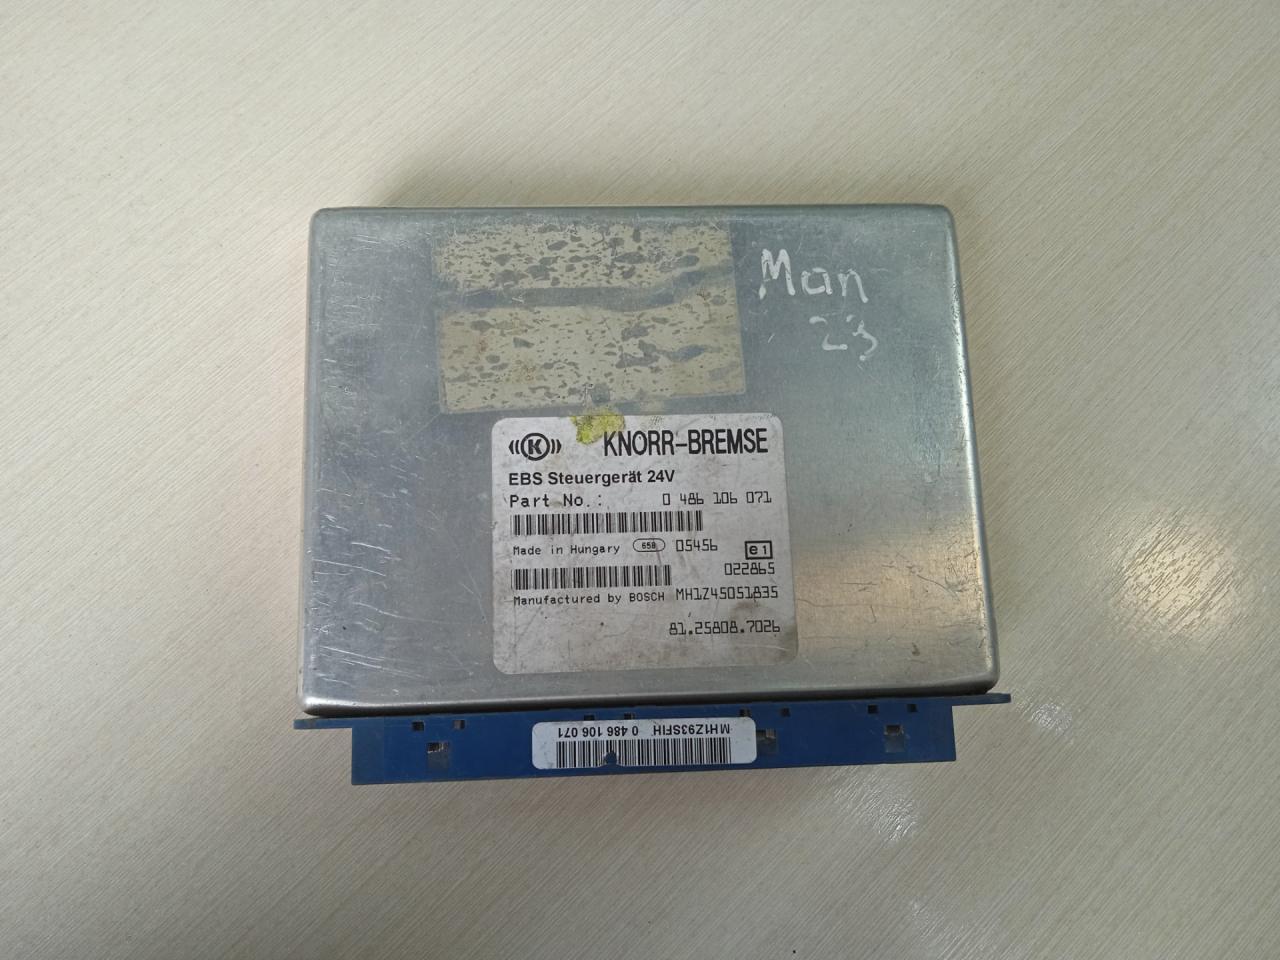 Man
23
K KNORR-BREMSE
EBS Steuergerät 24V
Part No.: 0 486 106 071
Made in Hungary 658 05456 e1
022865
Manufactured by BOSCH MH1Z45051835
81.25808.7026
MH1Z93SFIH. 0 486 106 071